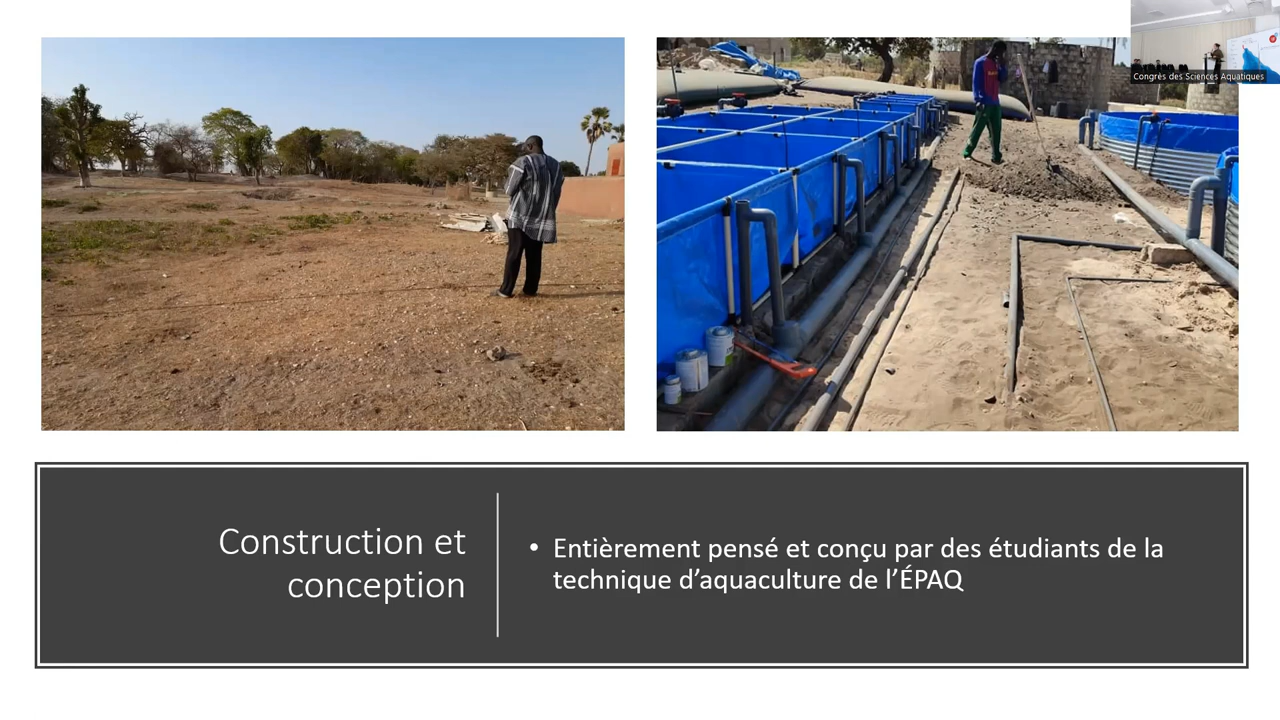 Congrès des Sciences Aquatiques
Construction et
conception
• Entièrement pensé et conçu par des étudiants de la
technique d’aquaculture de l’ÉPAQ